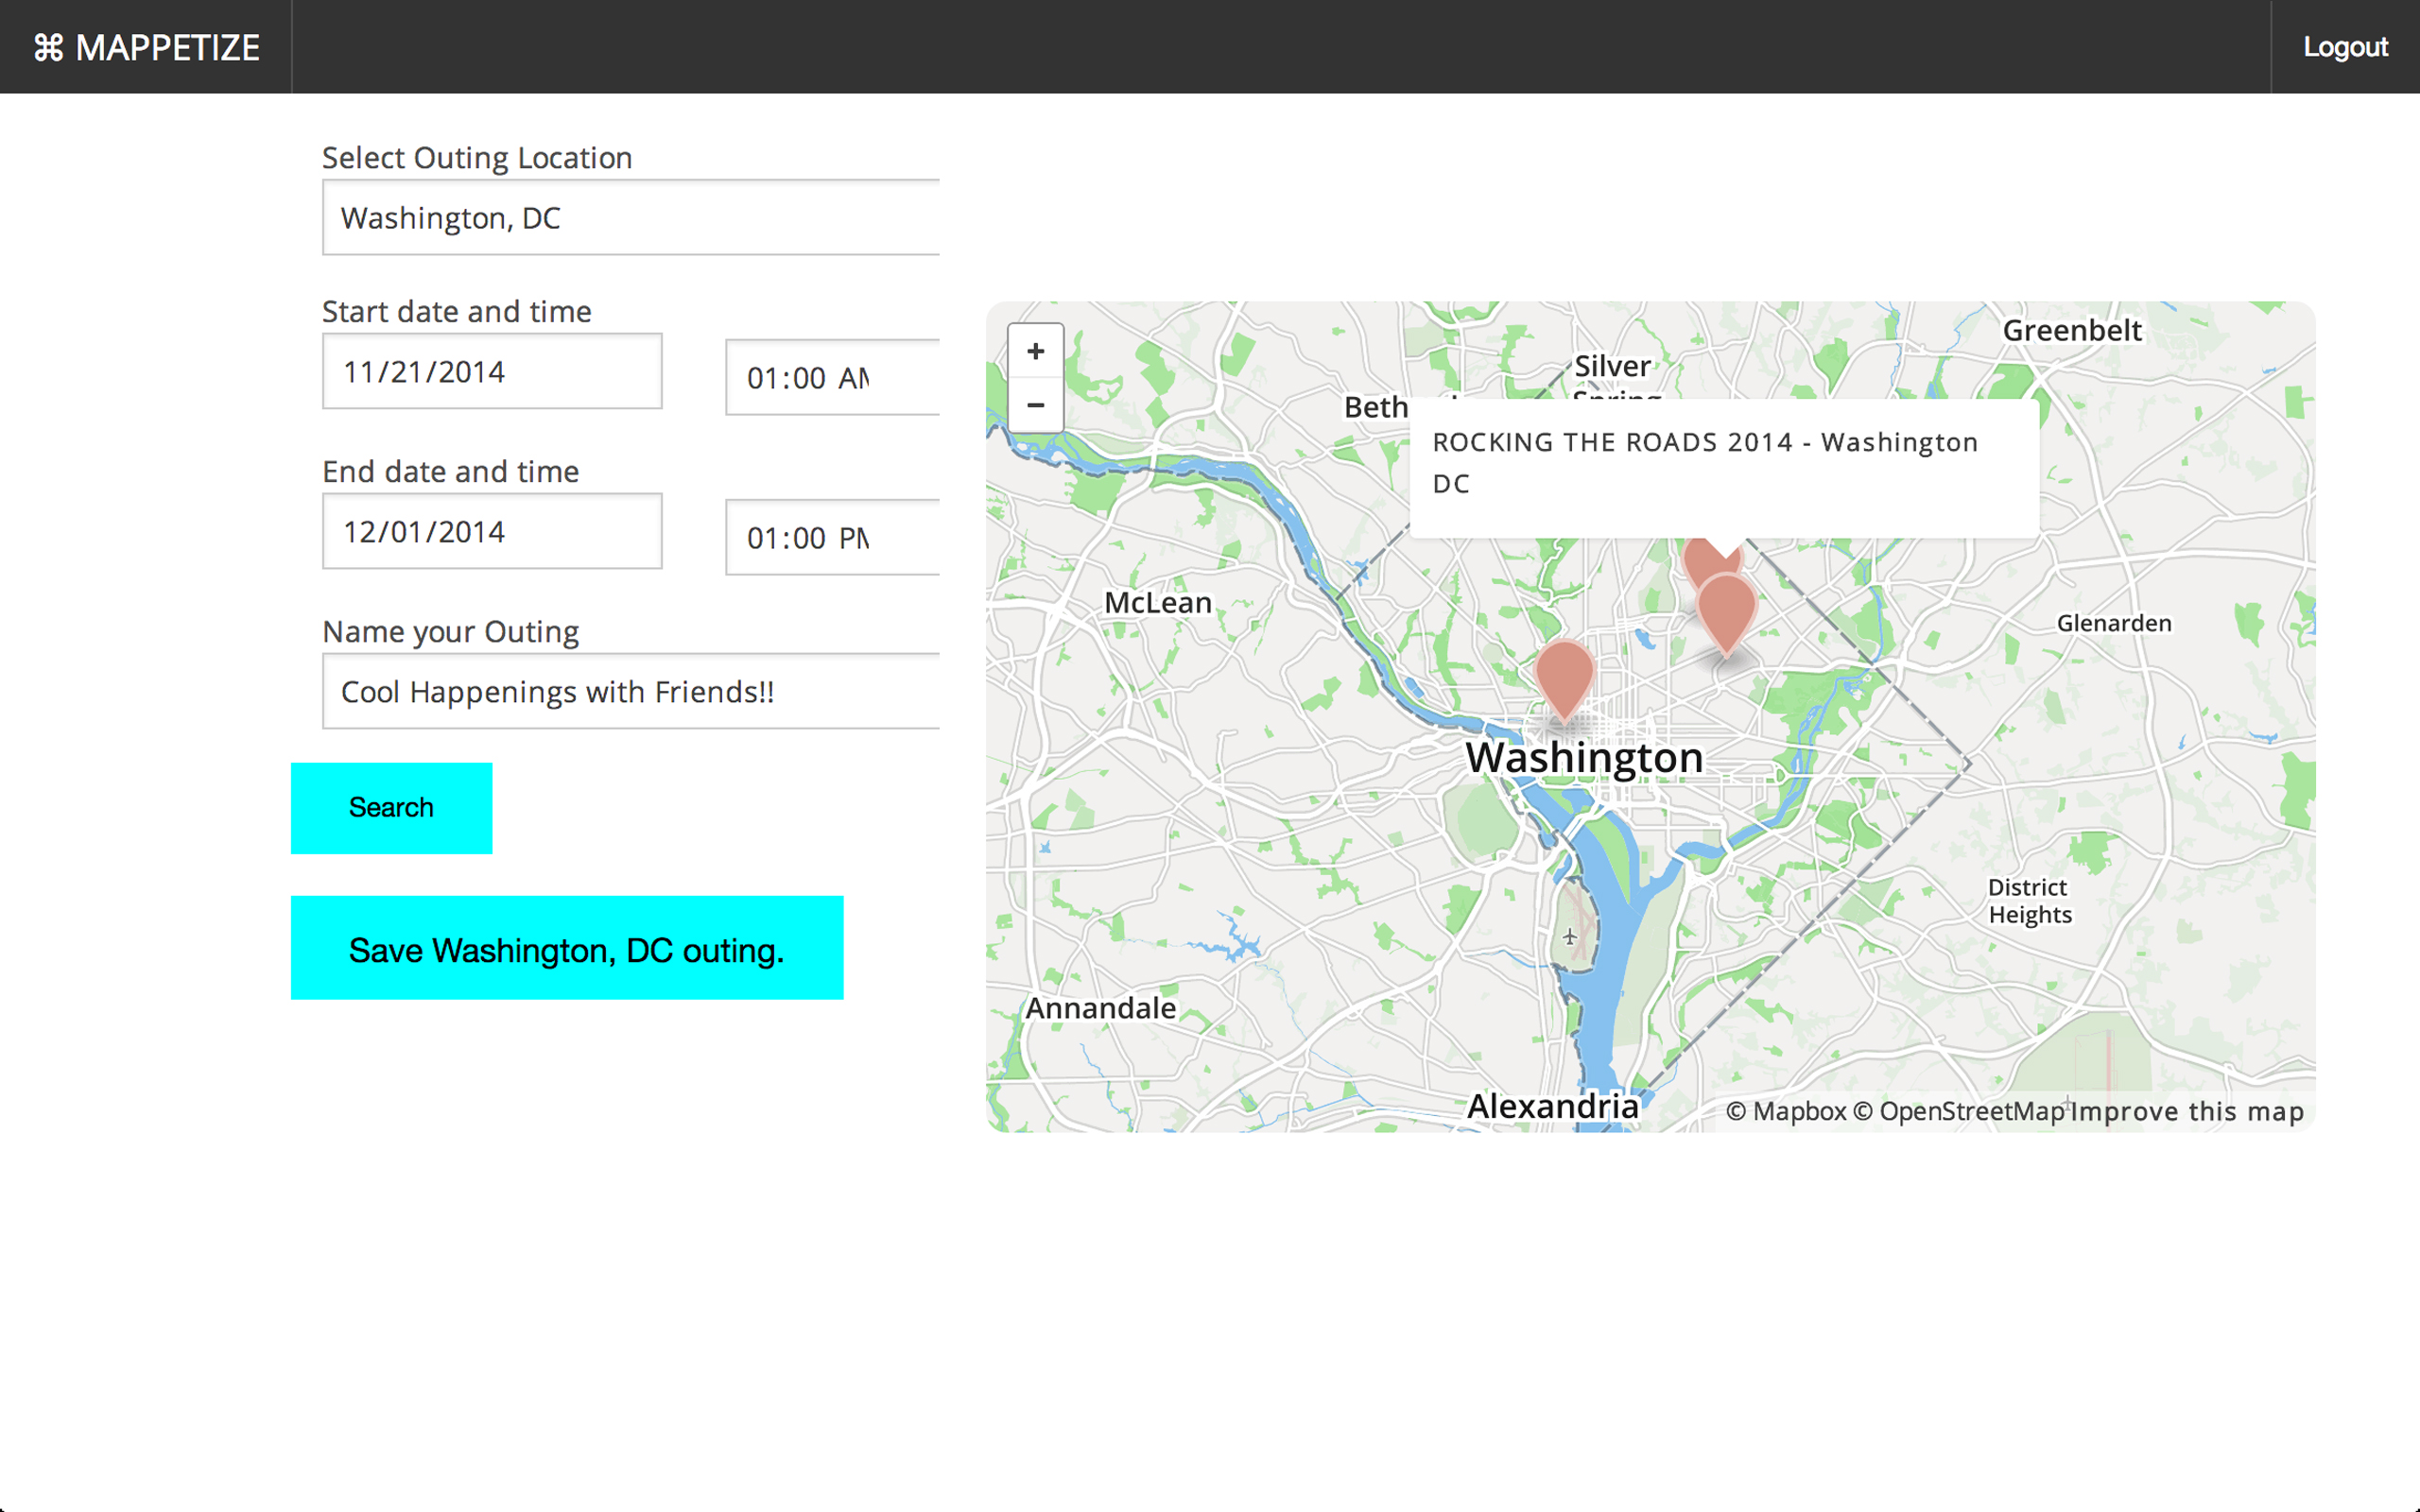 ⌘ MAPPETIZE
Logout
Select Outing Location
Washington, DC
Start date and time
11/21/2014
01:00 AM
End date and time
12/01/2014
01:00 PM
Name your Outing
Cool Happenings with Friends!!
Search
Save Washington, DC outing.
+
−
Greenbelt
Silver
Spring
Beth
ROCKING THE ROADS 2014 - Washington
DC
McLean
Glenarden
Washington
District
Heights
Annandale
Alexandria
© Mapbox © OpenStreetMap Improve this map